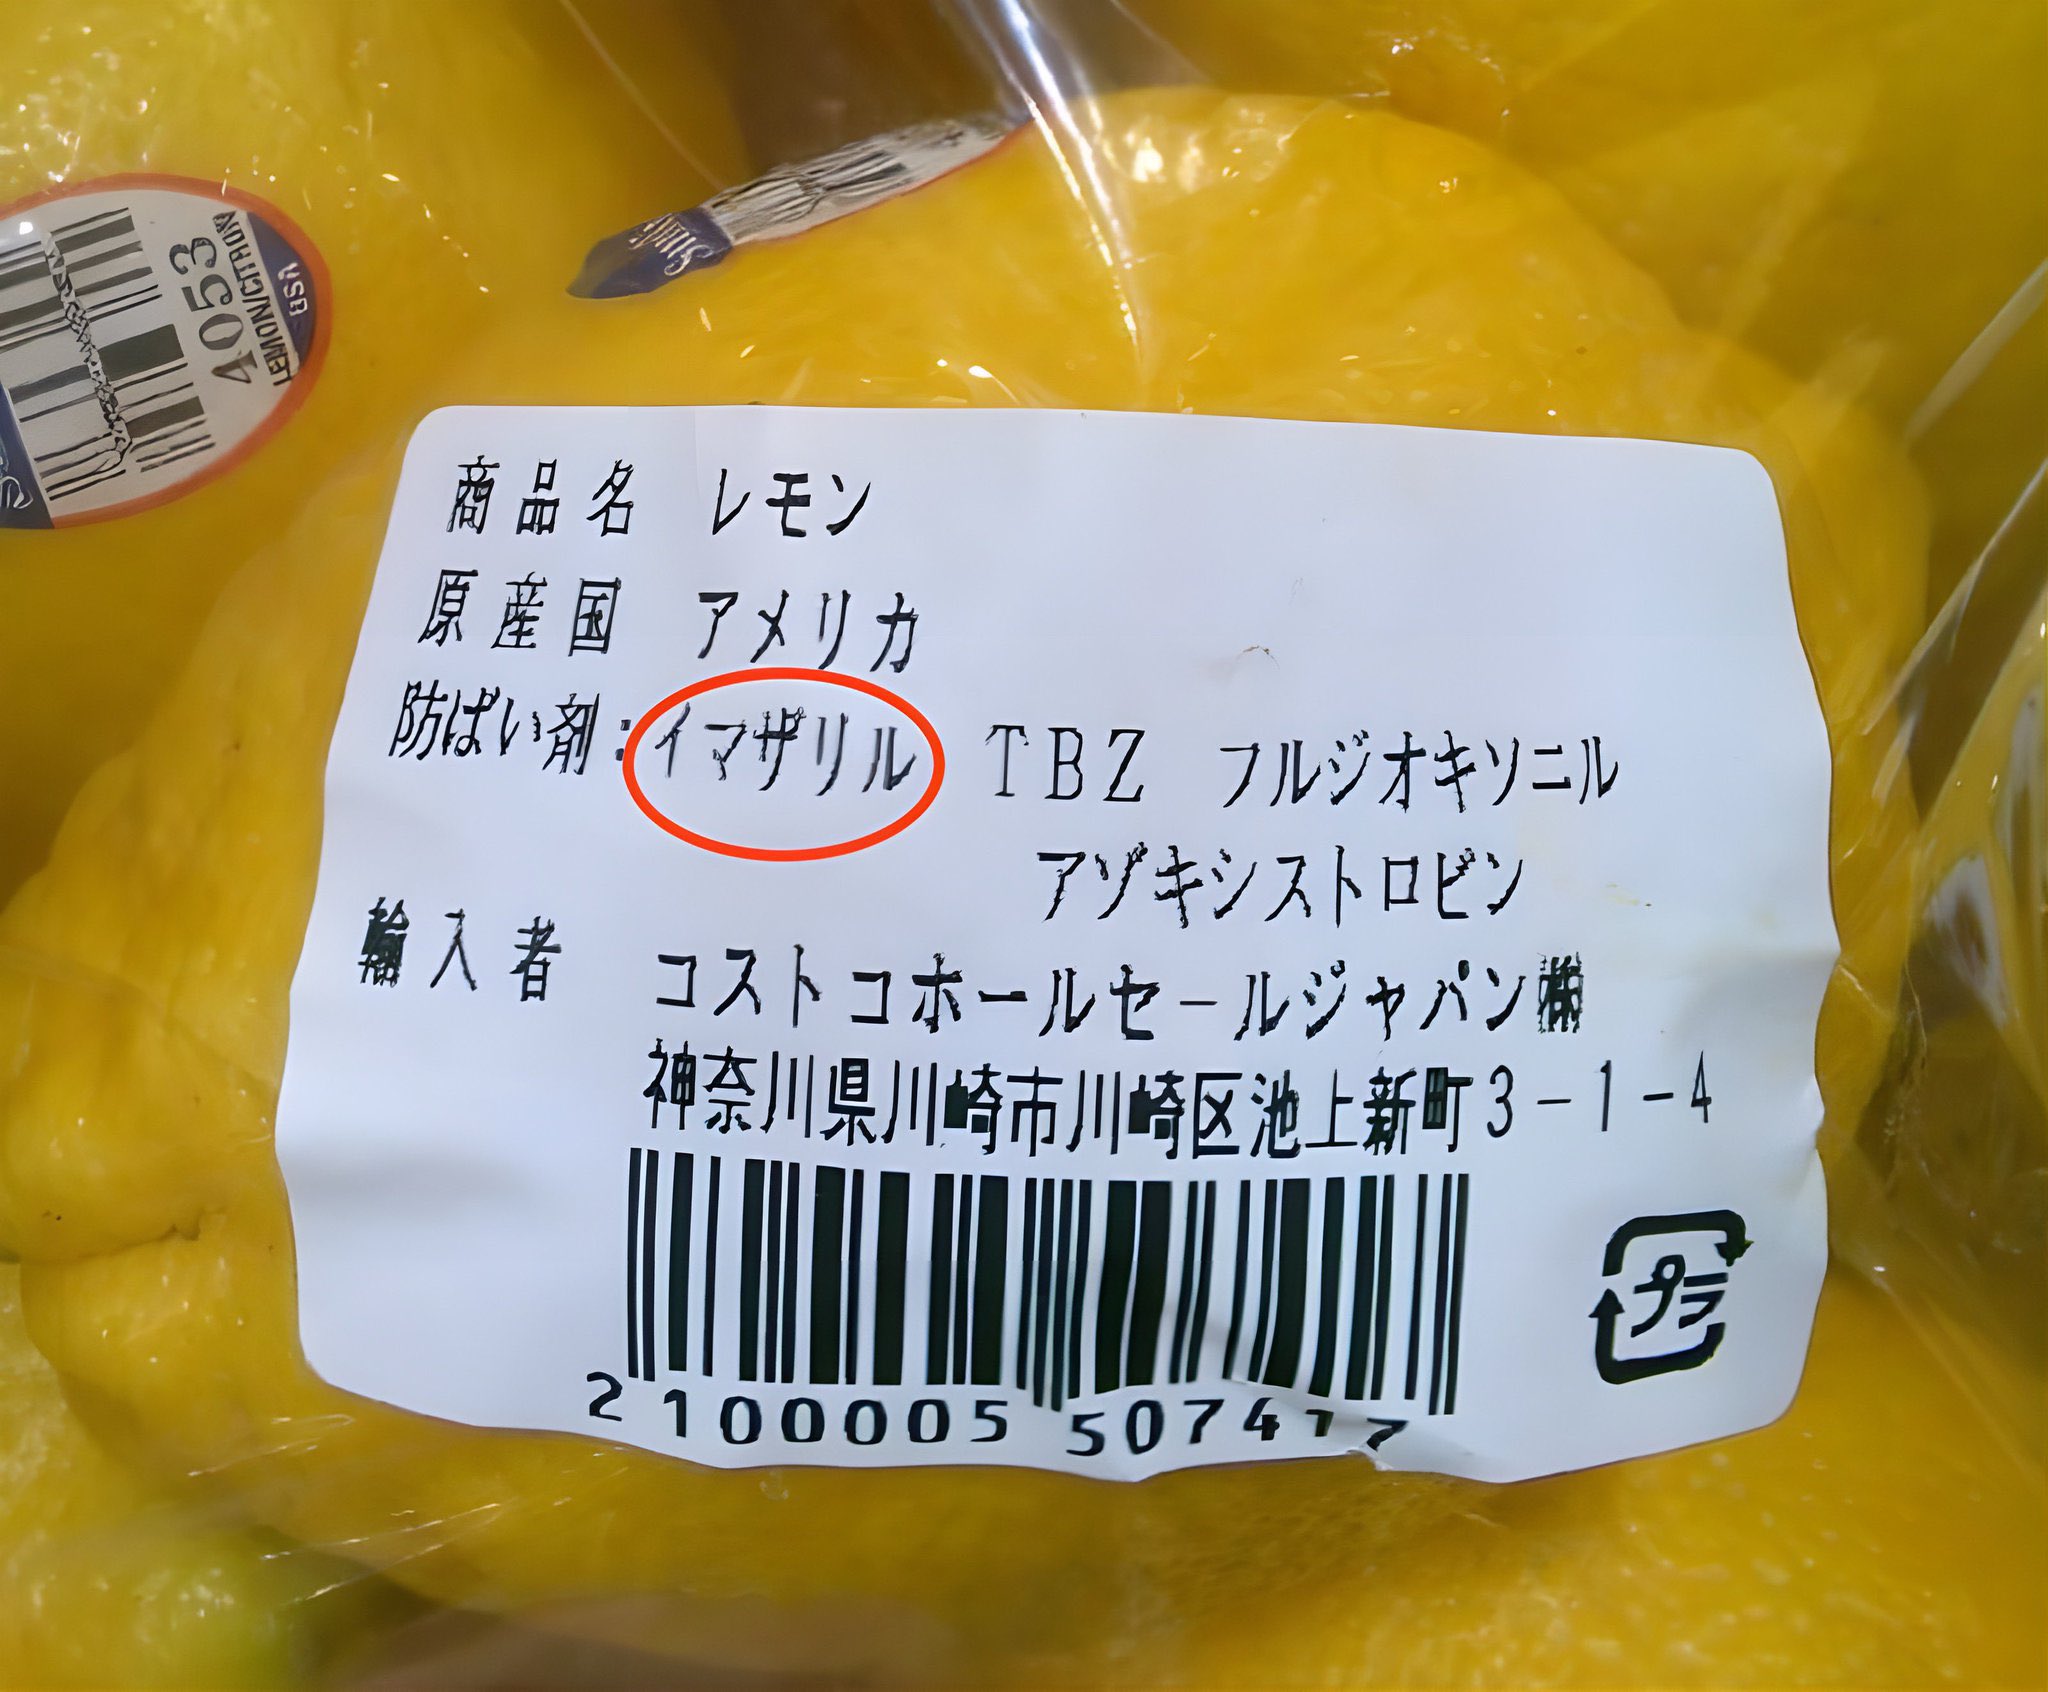 4053
LEMON/CITRON
USA
Sunkist
商品名 レモン
原産国 アメリカ
防ばい剤:イマザリル TBZ フルジオキソニル
アゾキシストロビン
輸入者 コストコホールセールジャパン㈱
神奈川県川崎市川崎区池上新町3-1-4
2 100005 507417
プラ